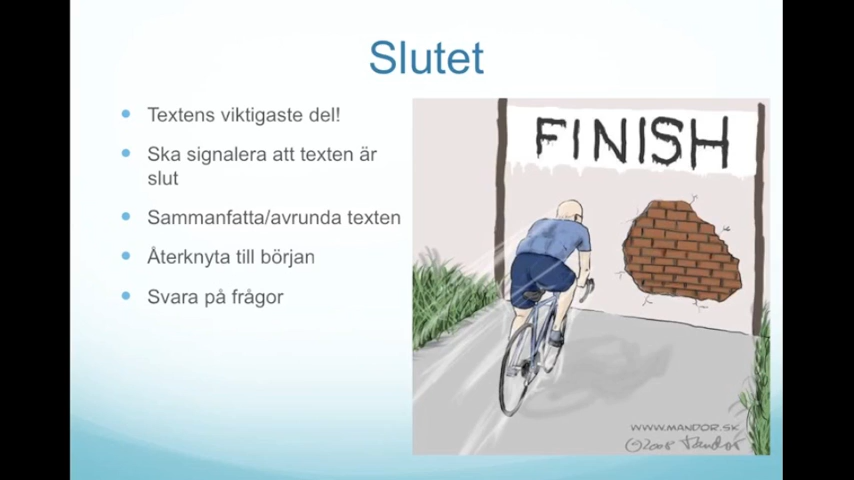 Slutet
Textens viktigaste del!
Ska signalera att texten är
slut
Sammanfatta/avrunda texten
Återknyta till början
Svara på frågor
FINISH
WWW.MANDOR.SK
©2008 Mandor